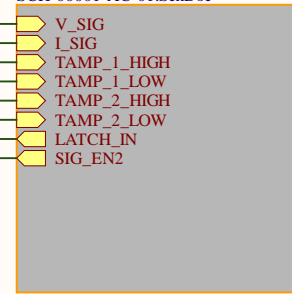 V_SIG
I_SIG
TAMP_1_HIGH
TAMP_1_LOW
TAMP_2_HIGH
TAMP_2_LOW
LATCH_IN
SIG_EN2